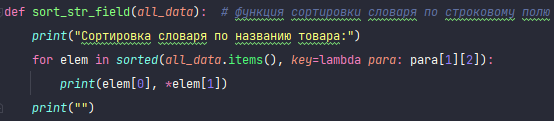 def sort_str_field(all_data):  # функция сортировки словаря по строковому полю
    print("Сортировка словаря по названию товара:")
    for elem in sorted(all_data.items(), key=lambda para: para[1][2]):
        print(elem[0], *elem[1])
    print("")